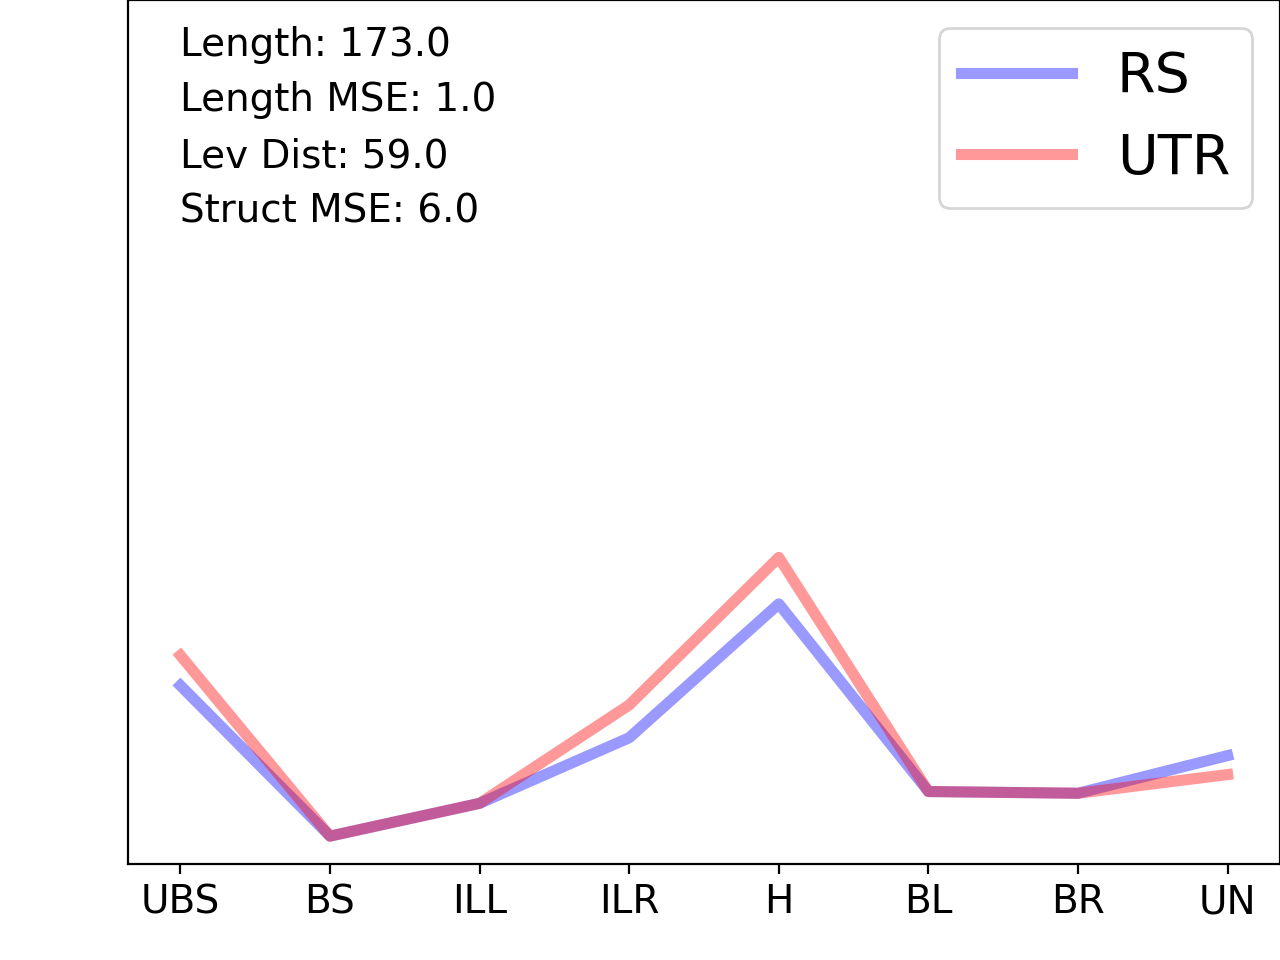 Length: 173.0
Length MSE: 1.0
Lev Dist: 59.0
Struct MSE: 6.0
RS
UTR
UBS BS ILL ILR H BL BR UN